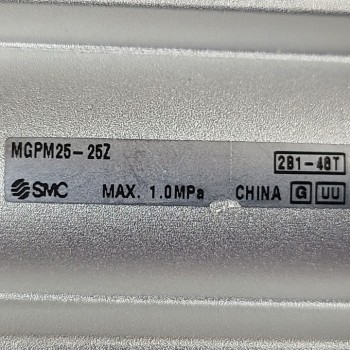 MGPM25-25Z 2B1-48T
SMC MAX. 1.0MPa CHINA G UU